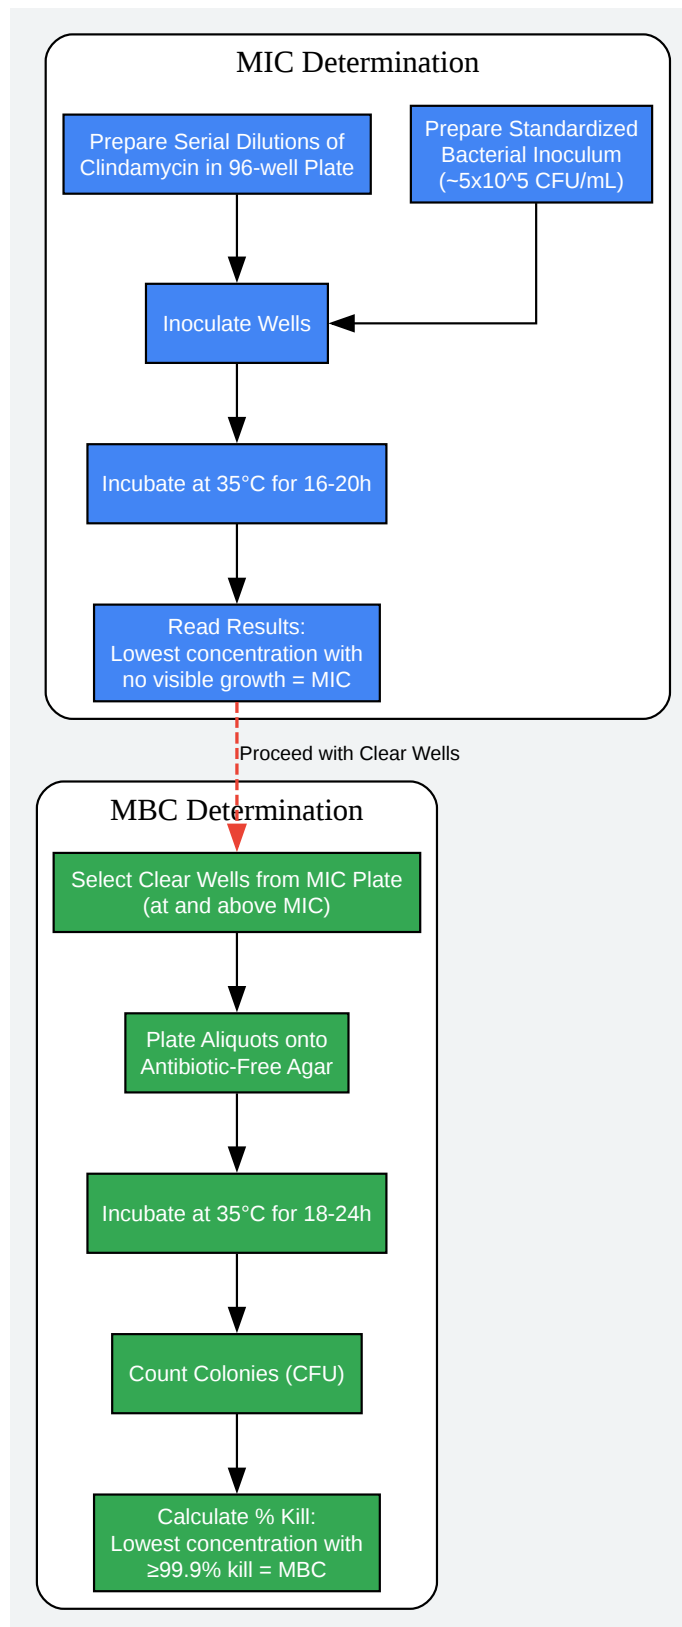 MIC Determination
Prepare Serial Dilutions of
Clindamycin in 96-well Plate
Prepare Standardized
Bacterial Inoculum
(~5x10^5 CFU/mL)
Inoculate Wells
Incubate at 35°C for 16-20h
Read Results:
Lowest concentration with
no visible growth = MIC
Proceed with Clear Wells
MBC Determination
Select Clear Wells from MIC Plate
(at and above MIC)
Plate Aliquots onto
Antibiotic-Free Agar
Incubate at 35°C for 18-24h
Count Colonies (CFU)
Calculate % Kill:
Lowest concentration with
≥99.9% kill = MBC